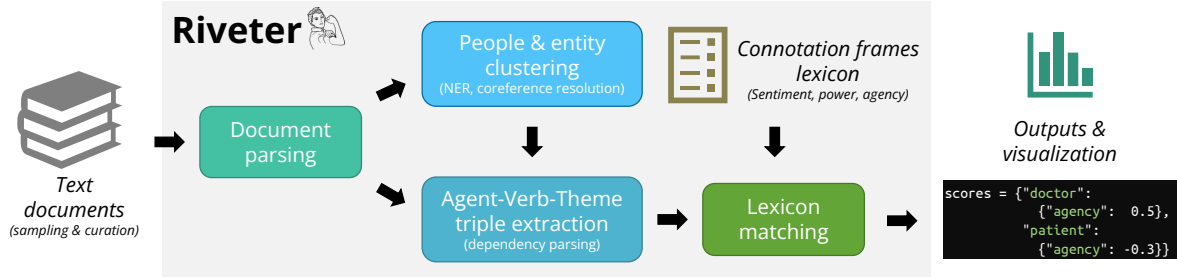 Riveter
Text
documents
(sampling & curation)
Document
parsing
People & entity
clustering
(NER, coreference resolution)
Agent-Verb-Theme
triple extraction
(dependency parsing)
Connotation frames
lexicon
(Sentiment, power, agency)
Lexicon
matching
Outputs &
visualization
scores = {"doctor":
{"agency": 0.5},
"patient":
{"agency": -0.3}}